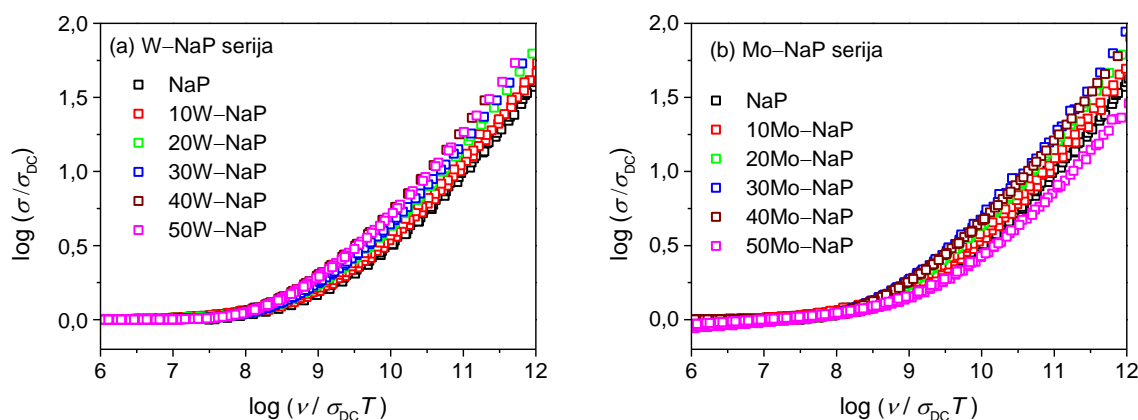 (a) W–NaP serija
NaP
10W–NaP
20W–NaP
30W–NaP
40W–NaP
50W–NaP
2,0
1,5
1,0
0,5
0,0
log (σ/σDC)
6 7 8 9 10 11 12
log (ν/σDCT)
(b) Mo–NaP serija
NaP
10Mo–NaP
20Mo–NaP
30Mo–NaP
40Mo–NaP
50Mo–NaP
2,0
1,5
1,0
0,5
0,0
log (σ/σDC)
6 7 8 9 10 11 12
log (ν/σDCT)